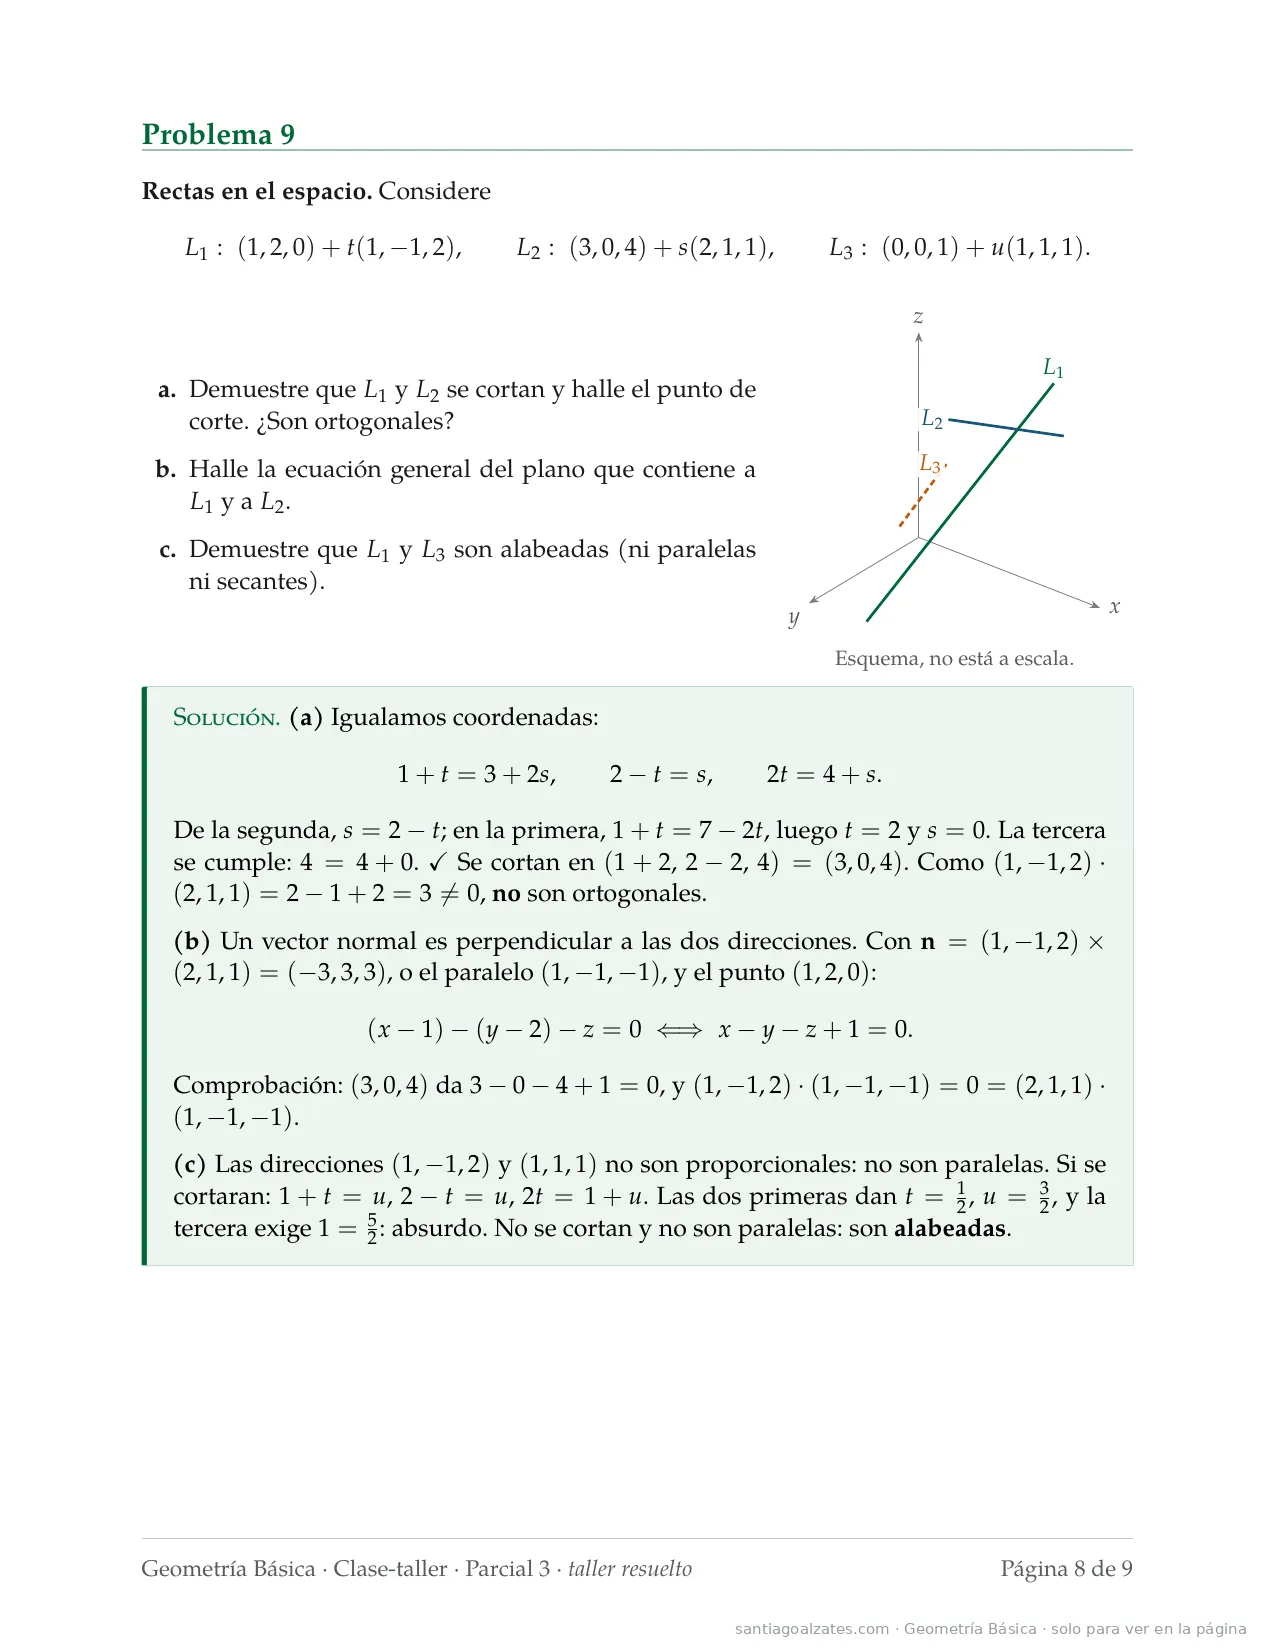 Problema 9
Rectas en el espacio. Considere
L₁ : (1, 2, 0) + t(1, −1, 2), L₂ : (3, 0, 4) + s(2, 1, 1), L₃ : (0, 0, 1) + u(1, 1, 1).
a. Demuestre que L₁ y L₂ se cortan y halle el punto de
corte. ¿Son ortogonales?
b. Halle la ecuación general del plano que contiene a
L₁ y a L₂.
c. Demuestre que L₁ y L₃ son alabeadas (ni paralelas
ni secantes).
z
L₁
L₂
L₃
x
y
Esquema, no está a escala.
Solución. (a) Igualamos coordenadas:
1 + t = 3 + 2s, 2 − t = s, 2t = 4 + s.
De la segunda, s = 2 − t; en la primera, 1 + t = 7 − 2t, luego t = 2 y s = 0. La tercera
se cumple: 4 = 4 + 0. ✓ Se cortan en (1 + 2, 2 − 2, 4) = (3, 0, 4). Como (1, −1, 2) ·
(2, 1, 1) = 2 − 1 + 2 = 3 ≠ 0, no son ortogonales.
(b) Un vector normal es perpendicular a las dos direcciones. Con n = (1, −1, 2) ×
(2, 1, 1) = (−3, 3, 3), o el paralelo (1, −1, −1), y el punto (1, 2, 0):
(x − 1) − (y − 2) − z = 0 ⟺ x − y − z + 1 = 0.
Comprobación: (3, 0, 4) da 3 − 0 − 4 + 1 = 0, y (1, −1, 2) · (1, −1, −1) = 0 = (2, 1, 1) ·
(1, −1, −1).
(c) Las direcciones (1, −1, 2) y (1, 1, 1) no son proporcionales: no son paralelas. Si se
cortaran: 1 + t = u, 2 − t = u, 2t = 1 + u. Las dos primeras dan t = 1/2, u = 3/2, y la
tercera exige 1 = 5/2: absurdo. No se cortan y no son paralelas: son alabeadas.
Geometría Básica · Clase-taller · Parcial 3 · taller resuelto
Página 8 de 9
santiagoalzates.com · Geometría Básica · solo para ver en la página